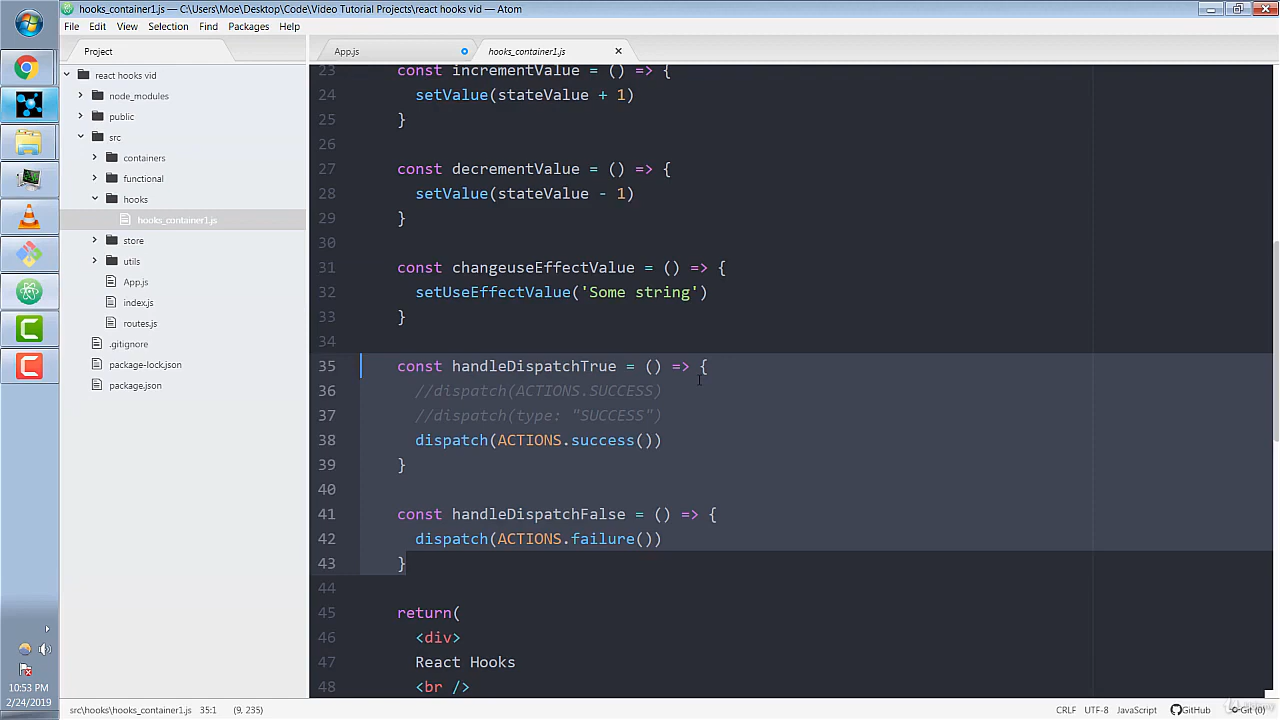 hooks_container1.js — C:\Users\Moe\Desktop\Code\Video Tutorial Projects\react hooks vid — Atom
File Edit View Selection Find Packages Help
Project
App.js
hooks_container1.js
react hooks vid
node_modules
public
src
containers
functional
hooks
hooks_container1.js
store
utils
App.js
index.js
routes.js
.gitignore
package-lock.json
package.json
23 const incrementValue = () => {
24 setValue(stateValue + 1)
25 }
26
27 const decrementValue = () => {
28 setValue(stateValue - 1)
29 }
30
31 const changeuseEffectValue = () => {
32 setUseEffectValue('Some string')
33 }
34
35 const handleDispatchTrue = () => {
36 //dispatch(ACTIONS.SUCCESS)
37 //dispatch(type: "SUCCESS")
38 dispatch(ACTIONS.success())
39 }
40
41 const handleDispatchFalse = () => {
42 dispatch(ACTIONS.failure())
43 }
44
45 return(
46 <div>
47 React Hooks
48 <br />
10:53 PM
2/24/2019
src\hooks\hooks_container1.js 35:1 (9, 235)
CRLF UTF-8 JavaScript GitHub Git (0)